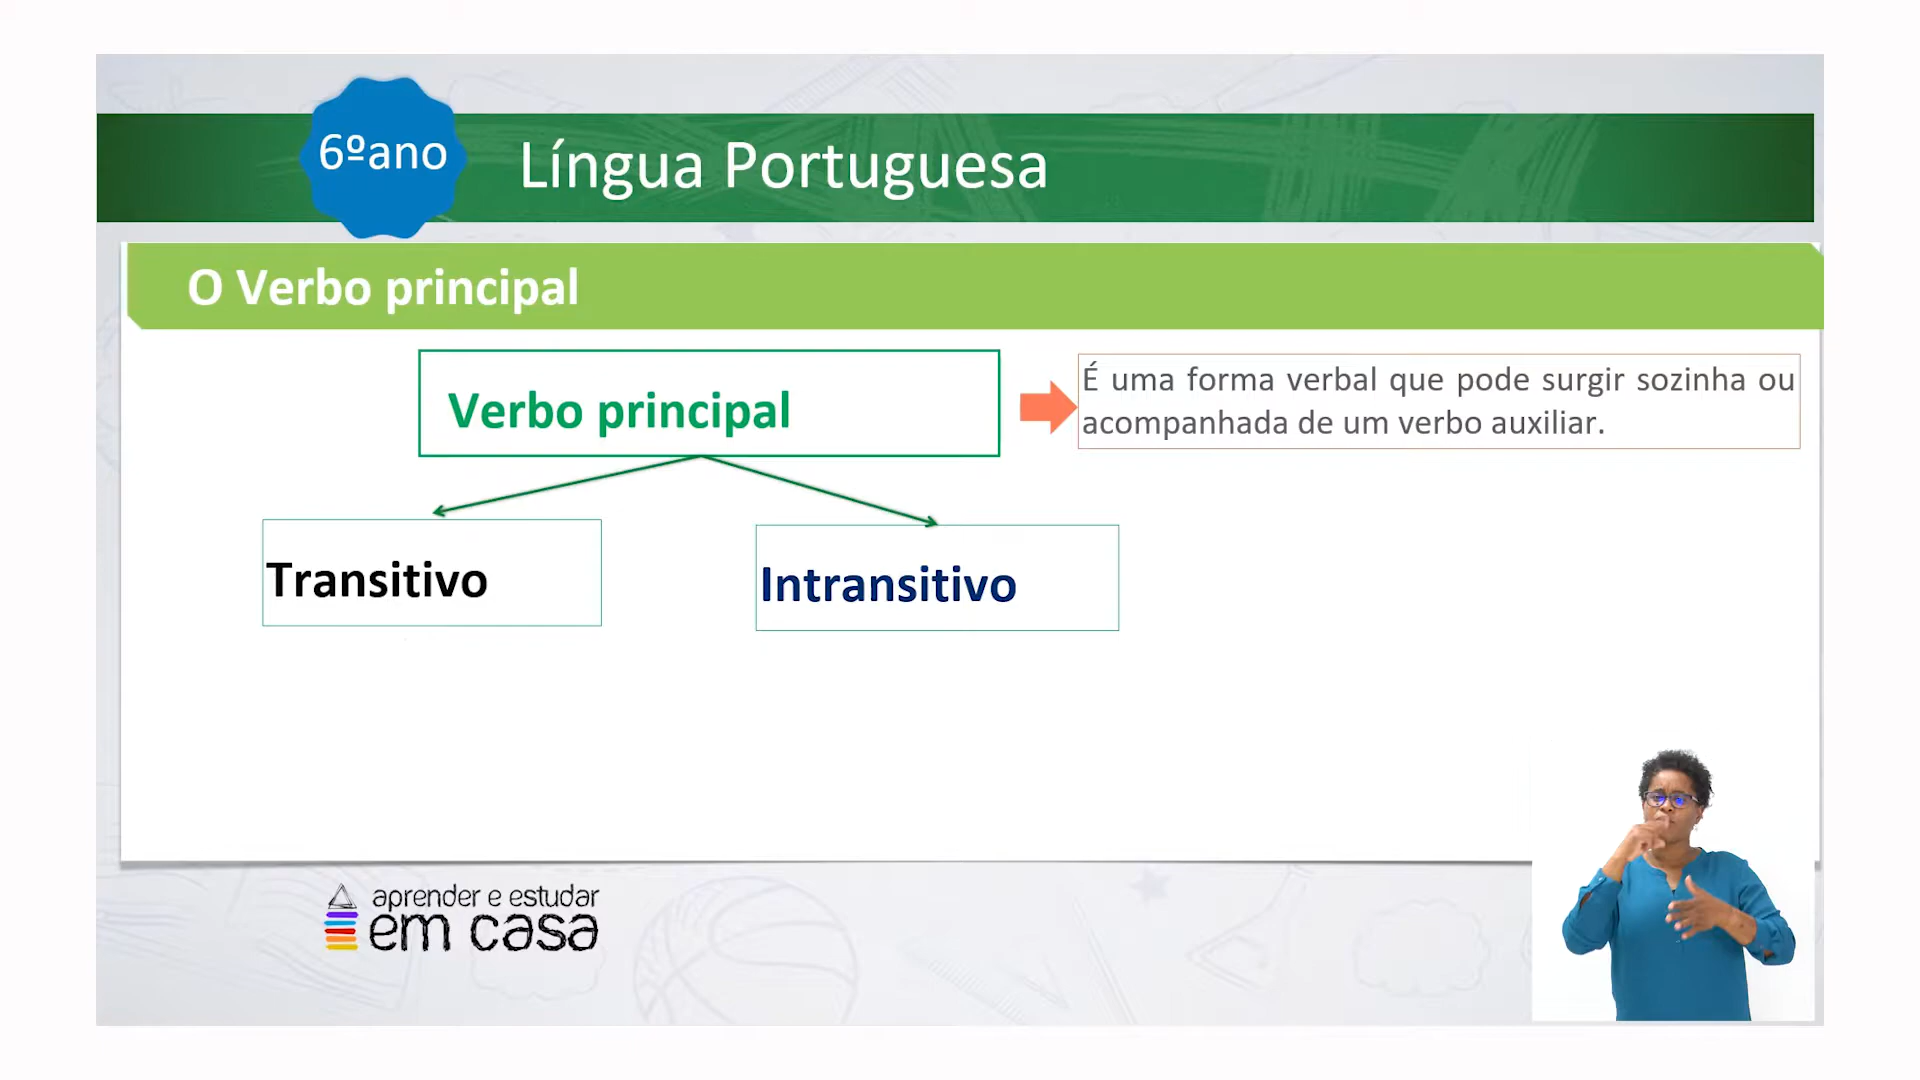 6ºano
Língua Portuguesa
O Verbo principal
Verbo principal
É uma forma verbal que pode surgir sozinha ou
acompanhada de um verbo auxiliar.
Transitivo
Intransitivo
aprender e estudar
em casa